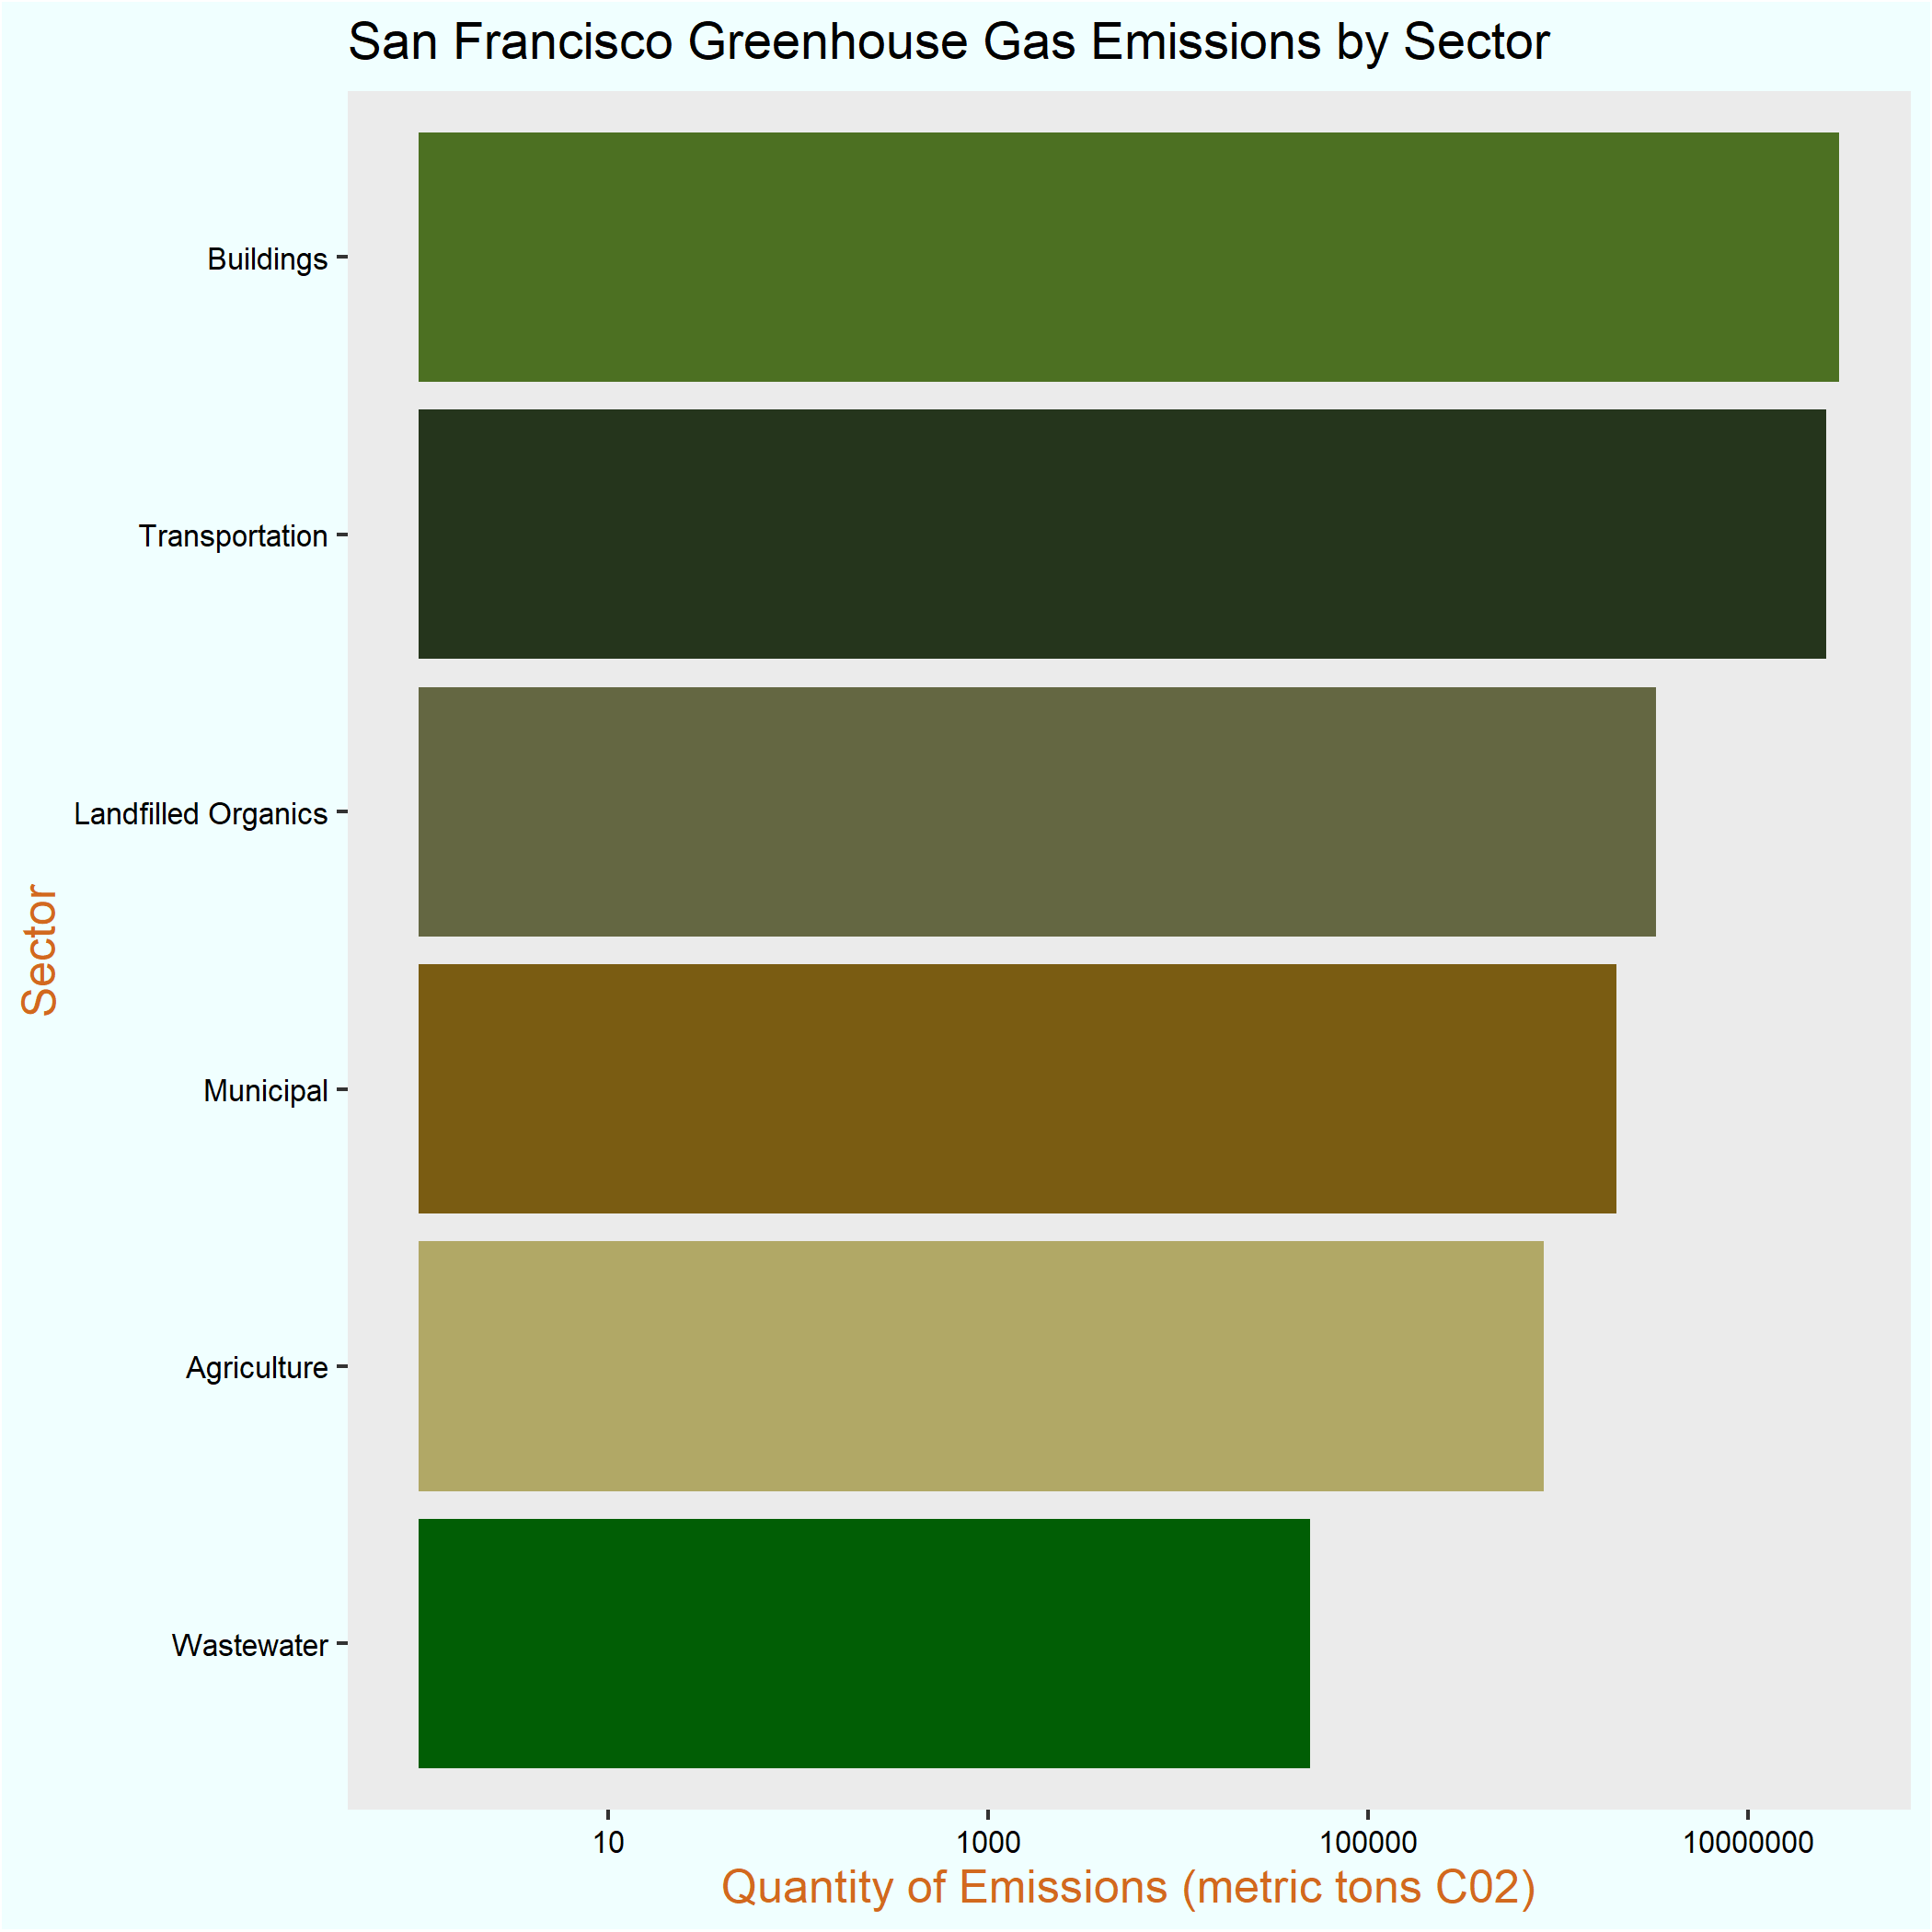 San Francisco Greenhouse Gas Emissions by Sector
Sector
Buildings
Transportation
Landfilled Organics
Municipal
Agriculture
Wastewater
10 1000 100000 10000000
Quantity of Emissions (metric tons C02)